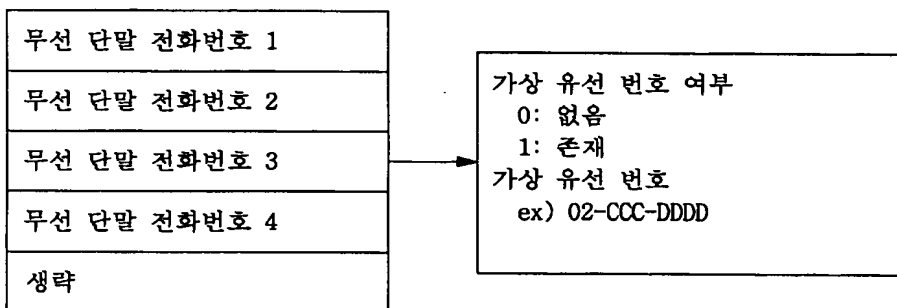 무선 단말 전화번호 1
무선 단말 전화번호 2
무선 단말 전화번호 3
무선 단말 전화번호 4
생략
가상 유선 번호 여부
0: 없음
1: 존재
가상 유선 번호
ex) 02-CCC-DDDD